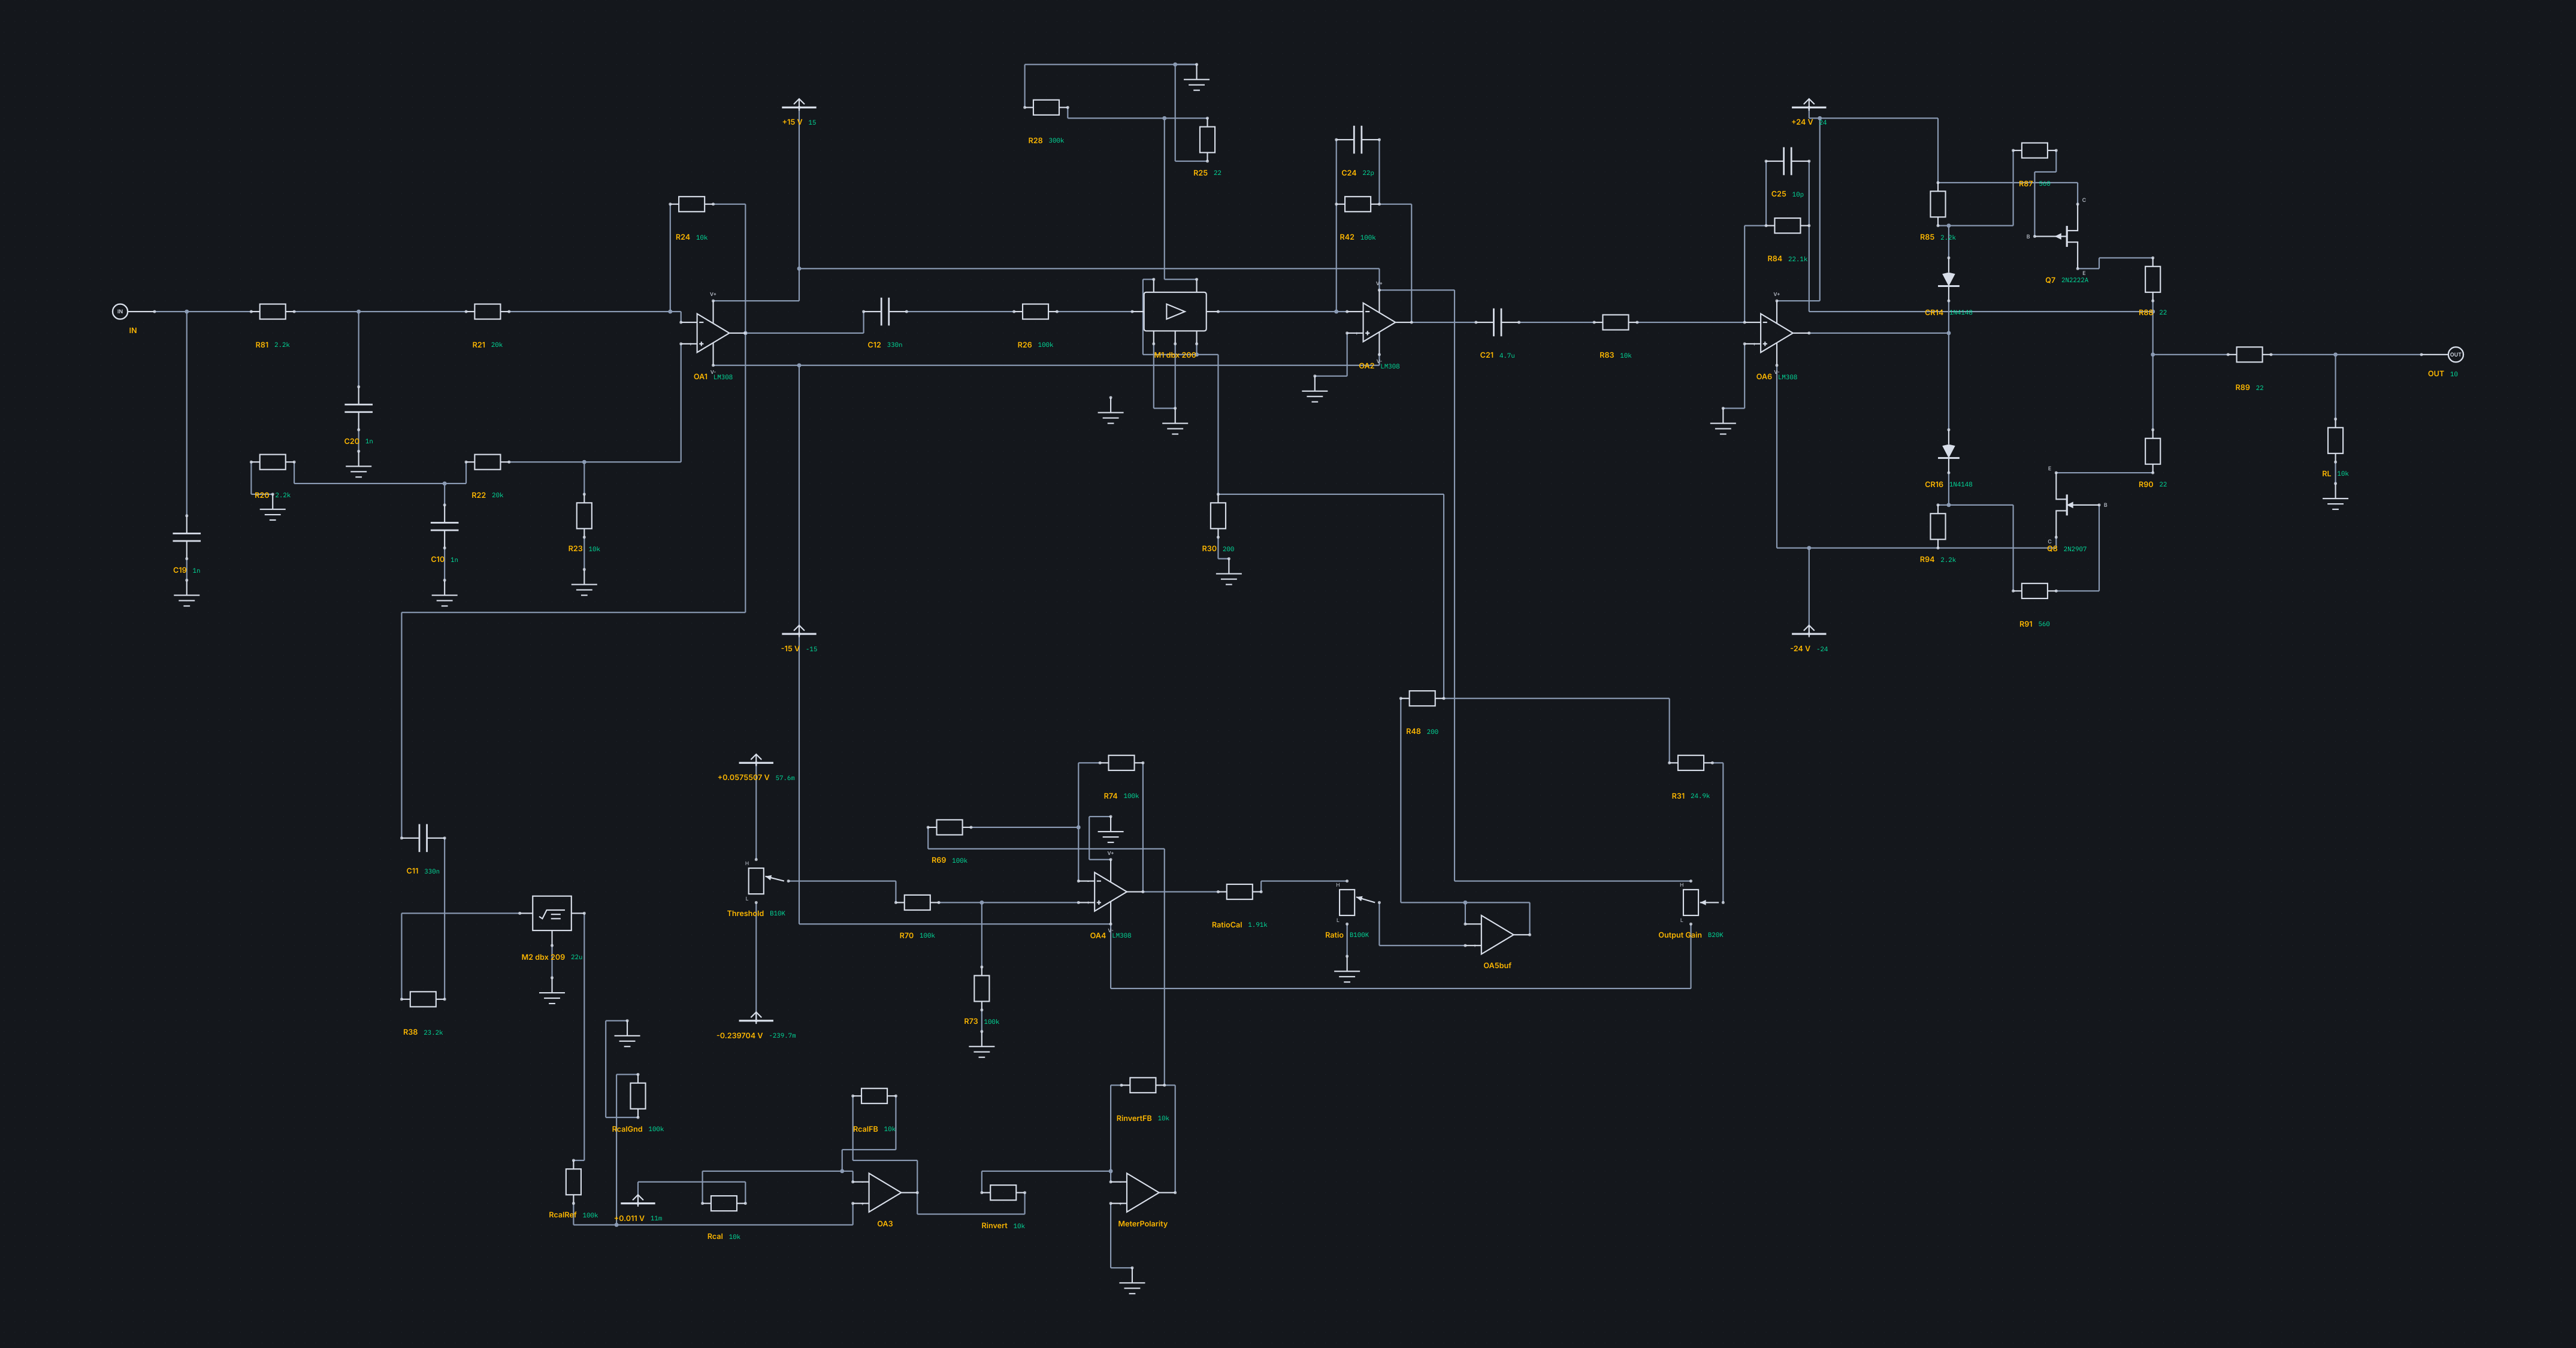 +15 V 15
R28 300k
R25 22
C24 22p
+24 V 24
C25 10p
R87 560
C
B
E
R24 10k
R42 100k
R84 22.1k
R85 2.2k
Q7 2N2222A
V+
V+
V+
IN
IN
R81 2.2k
R21 20k
C12 330n
R26 100k
M1 dbx 200
OA1 LM308
V-
OA2 LM308
V-
C21 4.7u
R83 10k
OA6 LM308
V-
CR14 1N4148
R88 22
R89 22
OUT
OUT 10
C20 1n
R20 2.2k
R22 20k
CR16 1N4148
E
B
C
R90 22
RL 10k
C19 1n
C10 1n
R23 10k
R30 200
R94 2.2k
Q8 2N2907
R91 560
-15 V -15
-24 V -24
R48 200
+0.0575507 V 57.6m
R74 100k
R31 24.9k
C11 330n
R69 100k
V+
H
L
Threshold B10K
R70 100k
OA4 LM308
V-
RatioCal 1.91k
H
L
Ratio B100K
OA5buf
H
L
Output Gain B20K
M2 dbx 209 22u
R38 23.2k
-0.239704 V -239.7m
R73 100k
RcalGnd 100k
RcalFB 10k
RinvertFB 10k
RcalRef 100k
+0.011 V 11m
Rcal 10k
OA3
Rinvert 10k
MeterPolarity